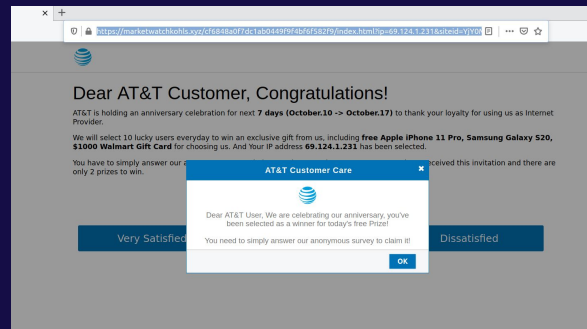 × +
https://marketwatchkohls.xyz/cf6848a0f7dc1ab0449f9f4bf6f582f9/index.html?ip=69.124.1.231&siteid=YjY0N
Dear AT&T Customer, Congratulations!
AT&T is holding an anniversary celebration for next 7 days (October.10 -> October.17) to thank your loyalty for using us as Internet
Provider.
We will select 10 lucky users everyday to win an exclusive gift from us, including free Apple iPhone 11 Pro, Samsung Galaxy S20,
$1000 Walmart Gift Card for choosing us. And Your IP address 69.124.1.231 has been selected.
You have to simply answer our received this invitation and there are
only 2 prizes to win.
AT&T Customer Care ×
Dear AT&T User, We are celebrating our anniversary, you've
been selected as a winner for today's free Prize!
You need to simply answer our anonymous survey to claim it!
OK
Very Satisfied Dissatisfied